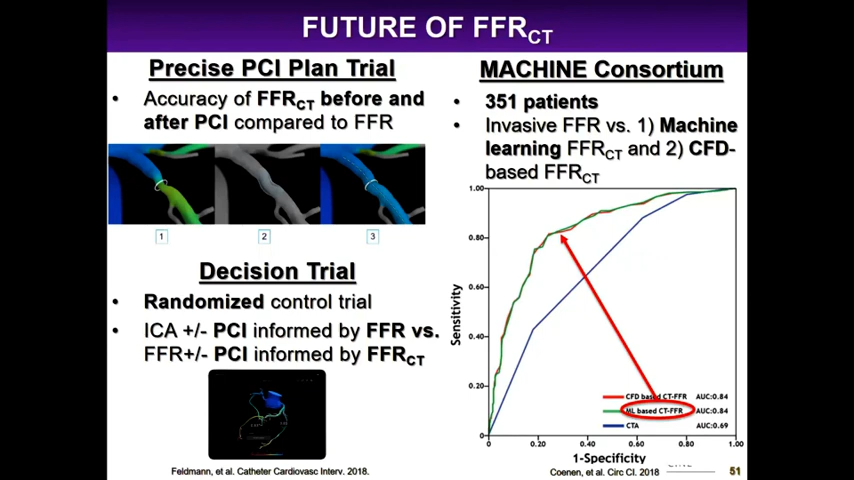 FUTURE OF FFRCT
Precise PCI Plan Trial
• Accuracy of FFRCT before and
after PCI compared to FFR
1
2
3
Decision Trial
• Randomized control trial
• ICA +/- PCI informed by FFR vs.
FFR+/- PCI informed by FFRCT
Feldmann, et al. Catheter Cardiovasc Interv. 2018.
MACHINE Consortium
• 351 patients
• Invasive FFR vs. 1) Machine
learning FFRCT and 2) CFD-
based FFRCT
1.00
0.80
0.60
0.40
0.20
0
Sensitivity
CFD based CT-FFR AUC:0.84
ML based CT-FFR AUC:0.84
CTA AUC:0.69
0 0.20 0.40 0.60 0.80 1.00
1-Specificity
Coenen, et al. Circ CI. 2018
51